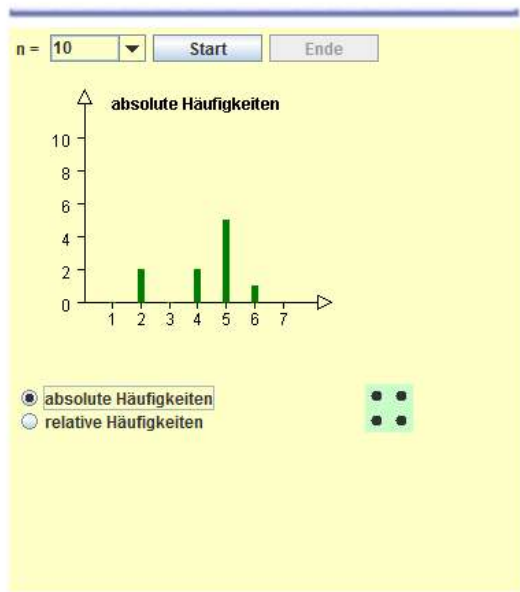 n = 10 Start Ende
absolute Häufigkeiten
10
8
6
4
2
0
1 2 3 4 5 6 7
absolute Häufigkeiten
relative Häufigkeiten